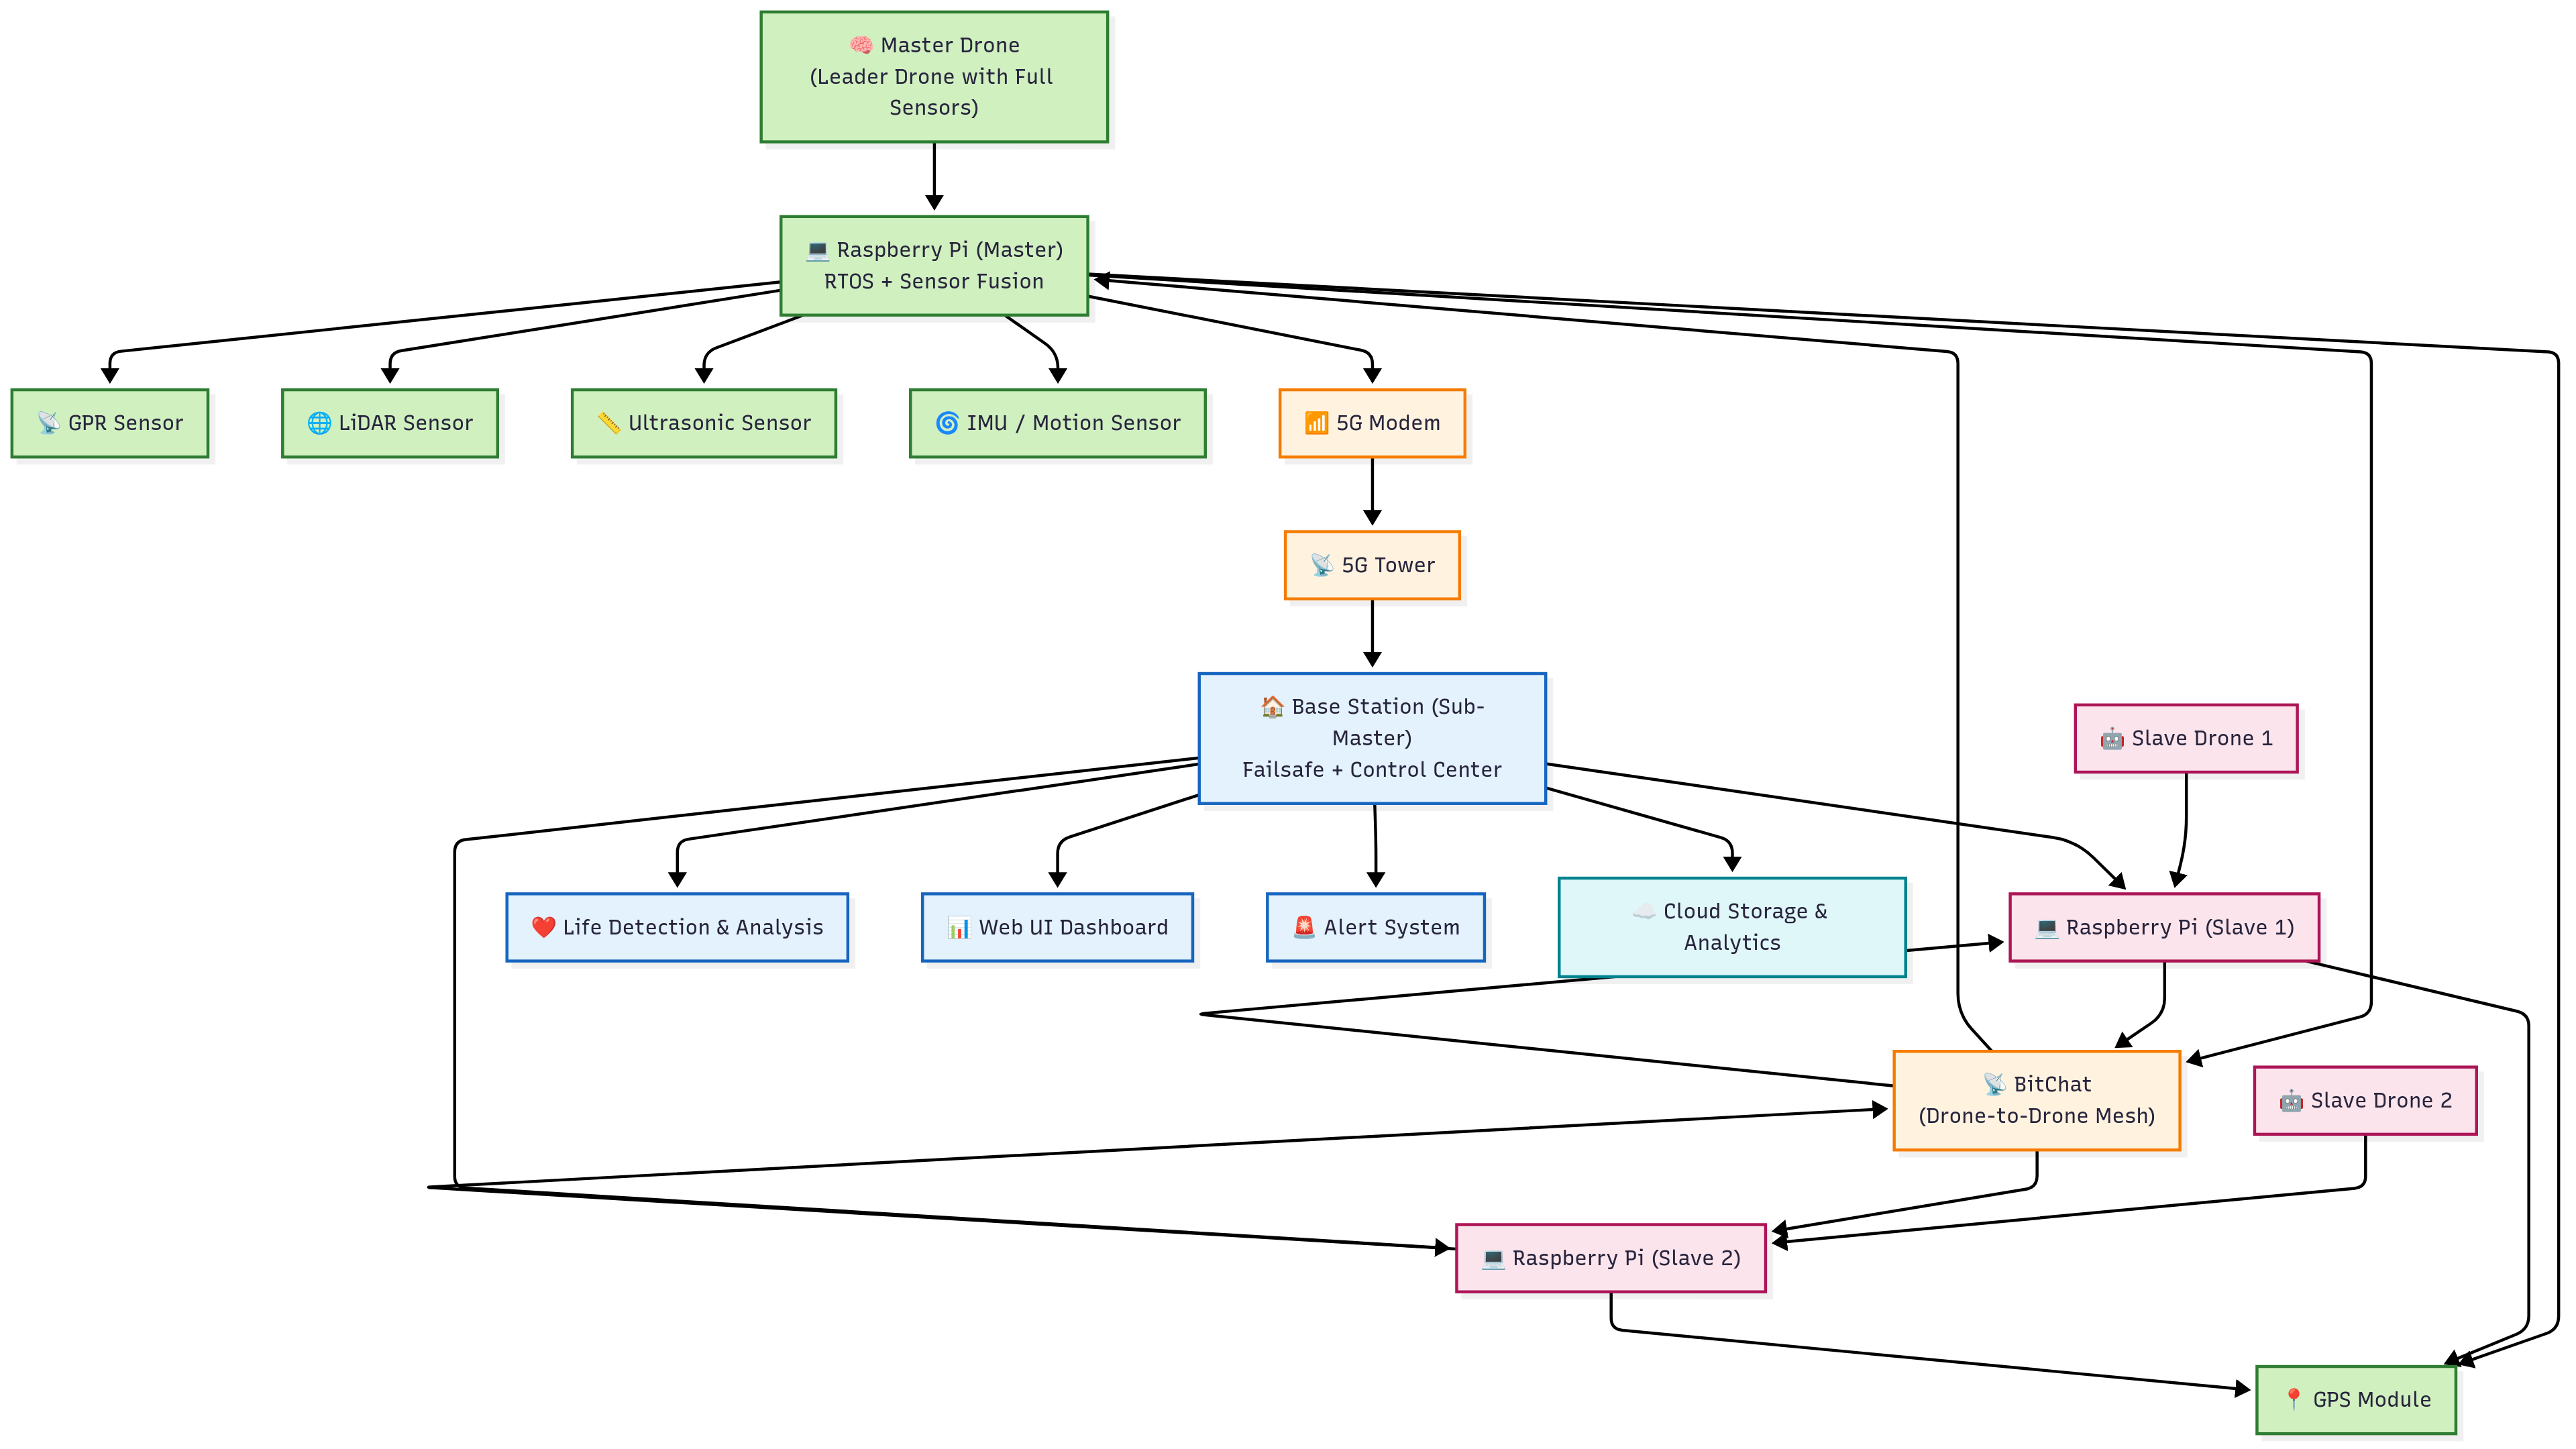 🧠 Master Drone
(Leader Drone with Full
Sensors)
💻 Raspberry Pi (Master)
RTOS + Sensor Fusion
📡 GPR Sensor
🌐 LiDAR Sensor
📏 Ultrasonic Sensor
🌀 IMU / Motion Sensor
📶 5G Modem
📡 5G Tower
🏠 Base Station (Sub-
Master)
Failsafe + Control Center
🤖 Slave Drone 1
❤️ Life Detection & Analysis
📊 Web UI Dashboard
🚨 Alert System
☁️ Cloud Storage &
Analytics
💻 Raspberry Pi (Slave 1)
📡 BitChat
(Drone-to-Drone Mesh)
🤖 Slave Drone 2
💻 Raspberry Pi (Slave 2)
📍 GPS Module